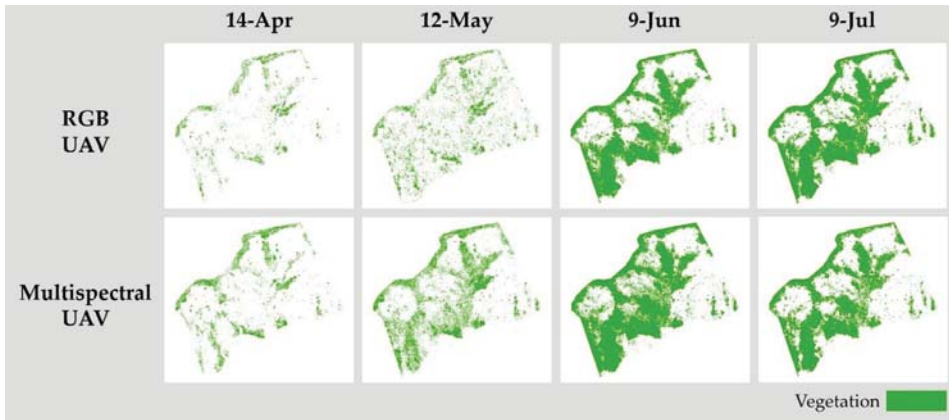 14-Apr 12-May 9-Jun 9-Jul
RGB
UAV
Multispectral
UAV
Vegetation